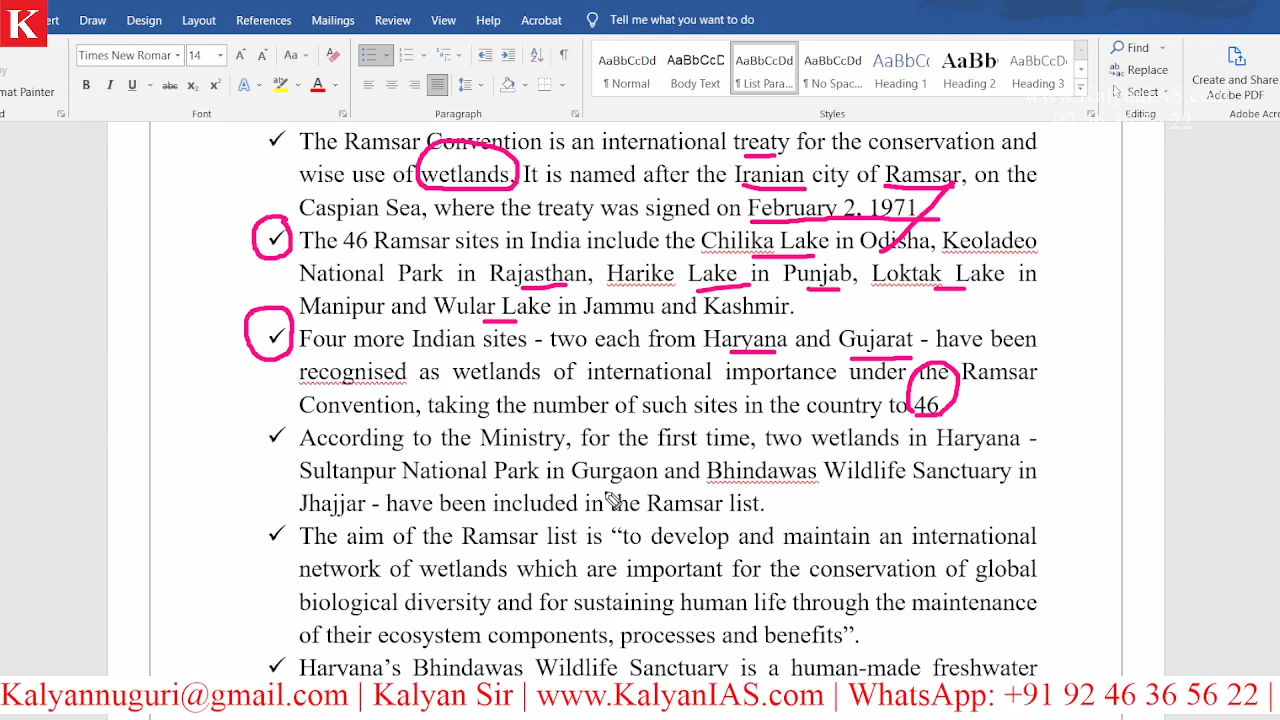 K
Draw Design Layout References Mailings Review View Help Acrobat Tell me what you want to do
Times New Romar 14 A A Aa A Find
AaBbCcDd AaBbCcD AaBbCcDd AaBbCcDd AaBbCc AaBb AaBbCcD
B I U abc x₂ x² A A Replace
mat Painter ¶ Normal Body Text ¶ List Para... ¶ No Spac... Heading 1 Heading 2 Heading 3 Select Create and Share
Adobe PDF
Font Paragraph Styles Editing Adobe Acrobat
✓ The Ramsar Convention is an international treaty for the conservation and
wise use of wetlands. It is named after the Iranian city of Ramsar, on the
Caspian Sea, where the treaty was signed on February 2, 1971
✓ The 46 Ramsar sites in India include the Chilika Lake in Odisha, Keoladeo
National Park in Rajasthan, Harike Lake in Punjab, Loktak Lake in
Manipur and Wular Lake in Jammu and Kashmir.
✓ Four more Indian sites - two each from Haryana and Gujarat - have been
recognised as wetlands of international importance under the Ramsar
Convention, taking the number of such sites in the country to 46
✓ According to the Ministry, for the first time, two wetlands in Haryana -
Sultanpur National Park in Gurgaon and Bhindawas Wildlife Sanctuary in
Jhajjar - have been included in the Ramsar list.
✓ The aim of the Ramsar list is “to develop and maintain an international
network of wetlands which are important for the conservation of global
biological diversity and for sustaining human life through the maintenance
of their ecosystem components, processes and benefits”.
✓ Haryana’s Bhindawas Wildlife Sanctuary is a human-made freshwater
Kalyannuguri@gmail.com | Kalyan Sir | www.KalyanIAS.com | WhatsApp: +91 92 46 36 56 22 |